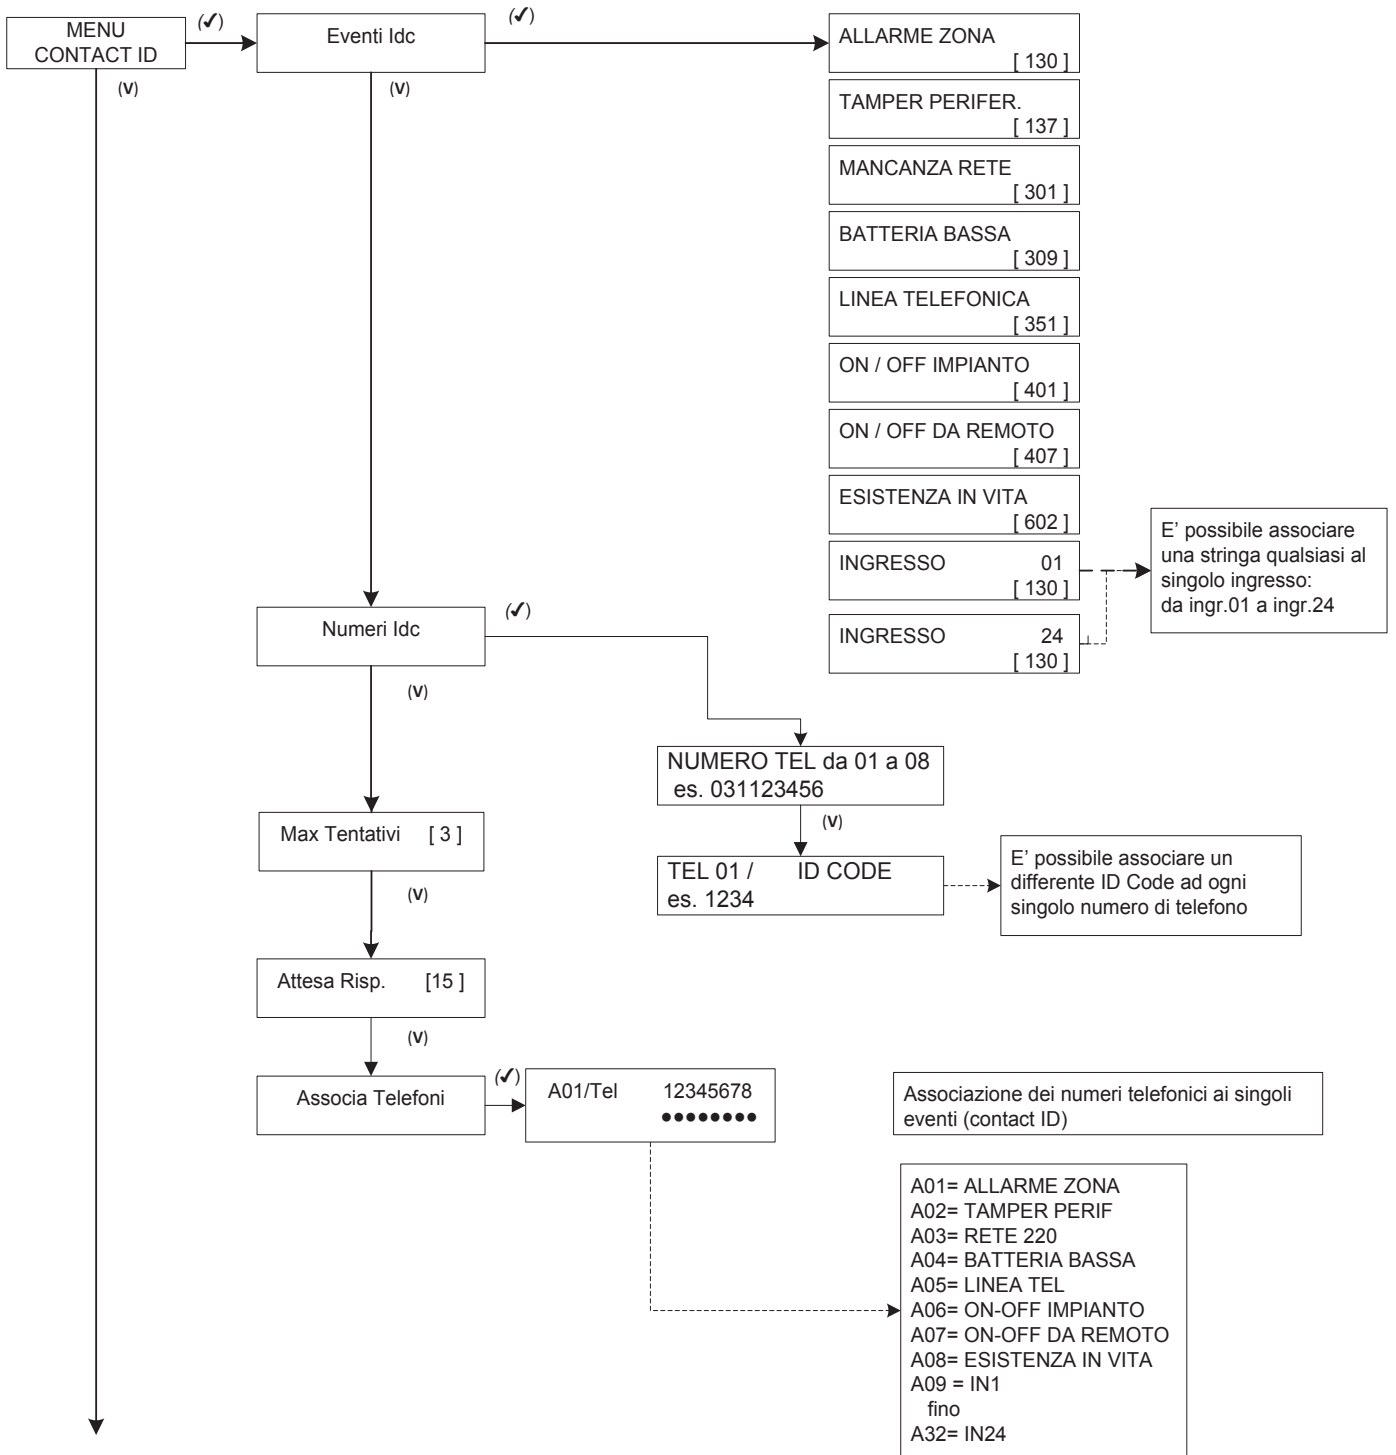 MENU
CONTACT ID
(✓)
(V)
Eventi Idc
(✓)
(V)
ALLARME ZONA
[ 130 ]
TAMPER PERIFER.
[ 137 ]
MANCANZA RETE
[ 301 ]
BATTERIA BASSA
[ 309 ]
LINEA TELEFONICA
[ 351 ]
ON / OFF IMPIANTO
[ 401 ]
ON / OFF DA REMOTO
[ 407 ]
ESISTENZA IN VITA
[ 602 ]
INGRESSO 01
[ 130 ]
INGRESSO 24
[ 130 ]
E' possibile associare
una stringa qualsiasi al
singolo ingresso:
da ingr.01 a ingr.24
Numeri Idc
(✓)
(V)
NUMERO TEL da 01 a 08
es. 031123456
(V)
TEL 01 / ID CODE
es. 1234
E' possibile associare un
differente ID Code ad ogni
singolo numero di telefono
Max Tentativi [ 3 ]
(V)
Attesa Risp. [15 ]
(V)
Associa Telefoni
(✓)
A01/Tel 12345678
●●●●●●●●
Associazione dei numeri telefonici ai singoli
eventi (contact ID)
A01= ALLARME ZONA
A02= TAMPER PERIF
A03= RETE 220
A04= BATTERIA BASSA
A05= LINEA TEL
A06= ON-OFF IMPIANTO
A07= ON-OFF DA REMOTO
A08= ESISTENZA IN VITA
A09 = IN1
fino
A32= IN24